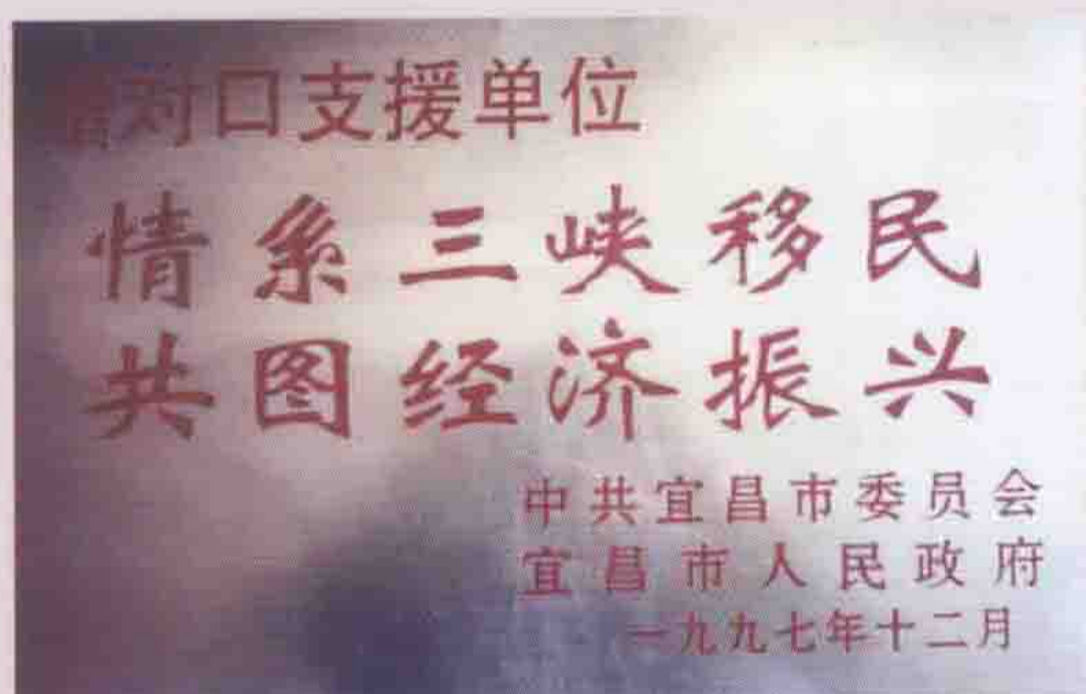 赠对口支援单位
情系三峡移民
共图经济振兴
中共宜昌市委员会
宜昌市人民政府
一九九七年十二月